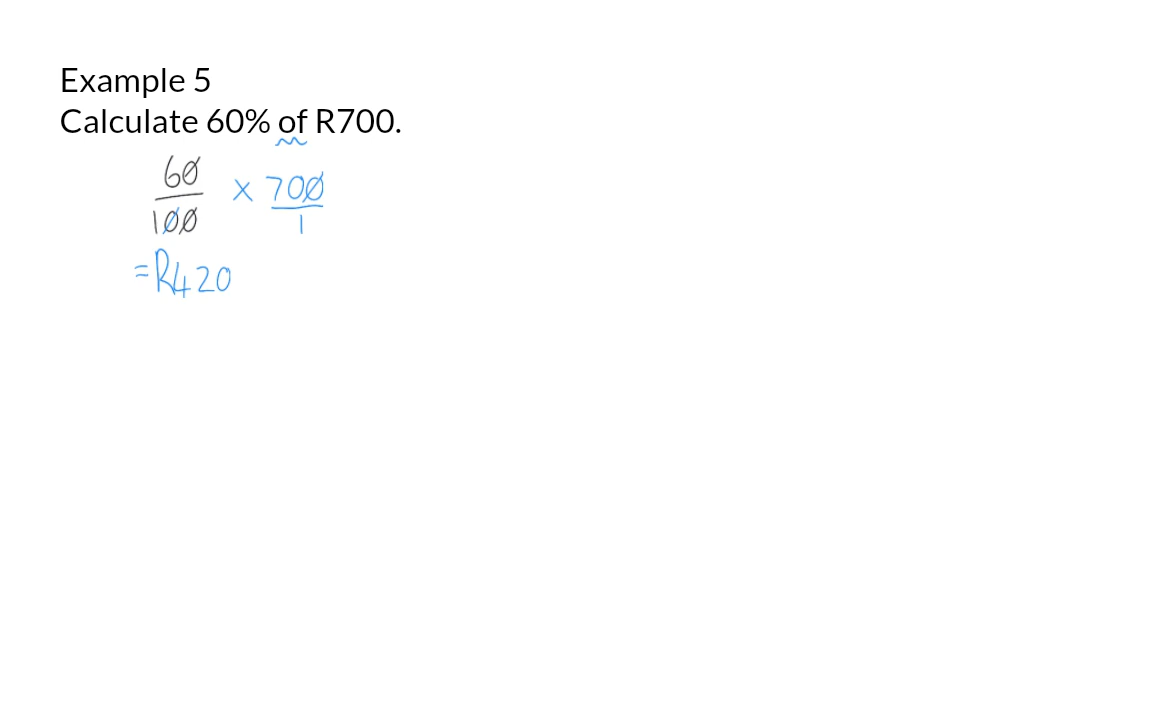 Example 5
Calculate 60% of R700.
60/100 × 700/1
=R420